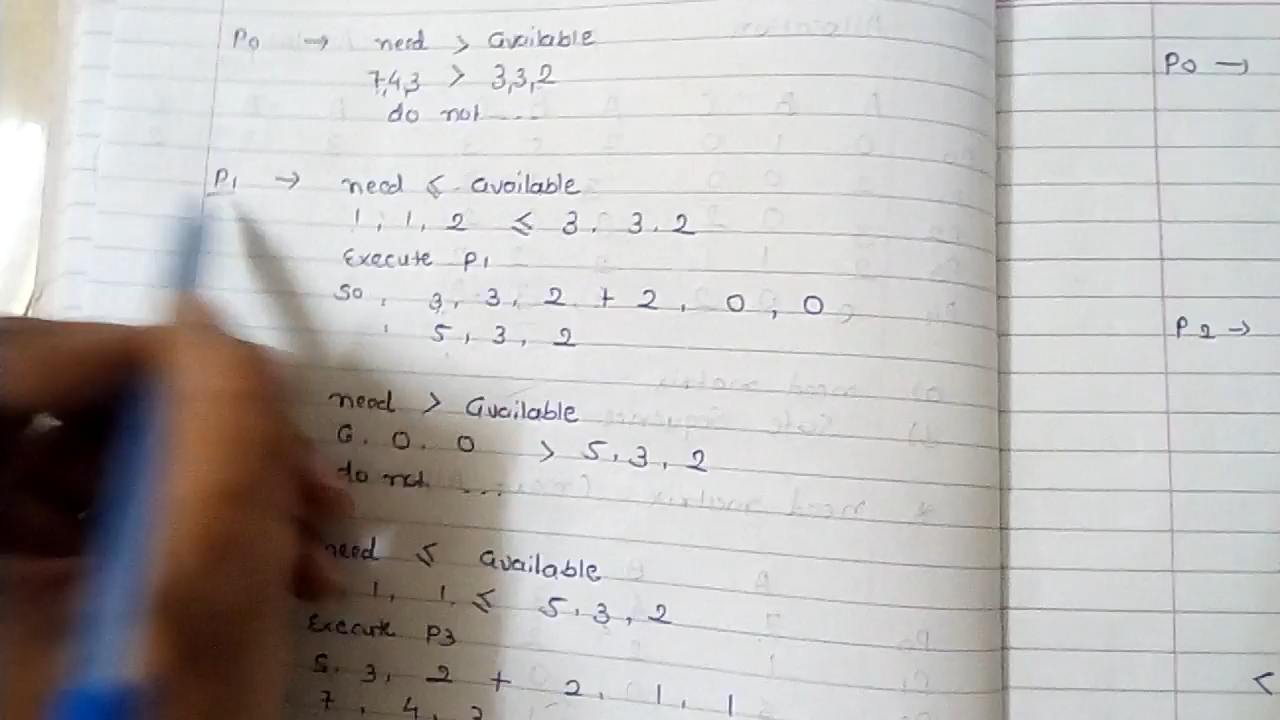 P0 → need > available
7,4,3 > 3,3,2
do not ....
P1 → need ≤ available
1, 1, 2 ≤ 3, 3, 2
Execute P1
So, 3, 3, 2 + 2, 0, 0,
5, 3, 2
need > available
6, 0, 0 > 5, 3, 2
do not ....
need ≤ available
1, 1 ≤ 5, 3, 2
Execute P3
5, 3, 2 + 2, 1, 1
7, 4, 3
P0 →
P2 →
<